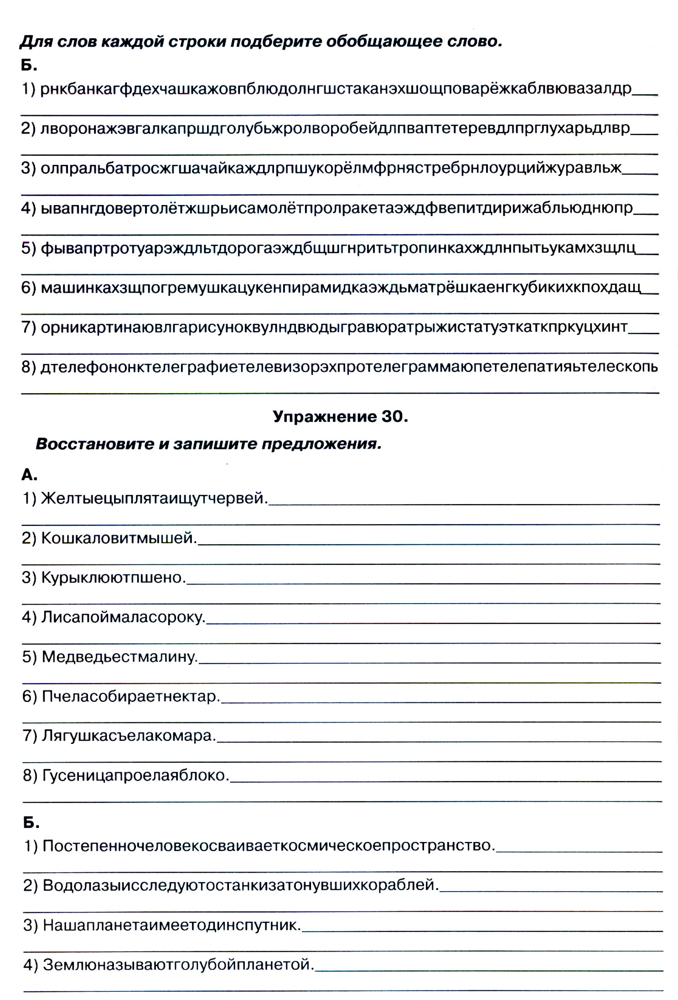 Для слов каждой строки подберите обобщающее слово.
Б.
1) рнкбанкагфдехчашкажовпблюдолнгшстаканэхшощповарёжкаблвювазалдр
2) лворонажэвгалкапршдголубьжролворобейдлпваптетеревдлпрглухарьдлвр
3) олпральбатросжгшачайкаждлрпшукорёлмфрнястребрнлоурцийжуравльж
4) ывапнгдовертолётжшрьисамолётпролракетаэждфвепитдирижабльюднюпр
5) фывапртротуарэждльтдорогаэждбщшгнритьтропинкахждлнпытьукамхзщлц
6) машинкахзщпогремушкацукенпирамидкаэждьматрёшкаенгкубикихкпохдащ
7) орникартинаювлгарисуноквулндвюдыгравюратрыжистатуэткаткпркуцхинт
8) дтелефононктелеграфиетелевизорэхпротелеграммаюпетелепатияьтелескопь
Упражнение 30.
Восстановите и запишите предложения.
А.
1) Желтыецыплятаищутчервей.
2) Кошкаловитмышей.
3) Курыклюютпшено.
4) Лисапоймаласороку.
5) Медведьестмалину.
6) Пчеласобираетнектар.
7) Лягушкасъелакомара.
8) Гусеницапроелаяблоко.
Б.
1) Постепенночеловекосваиваеткосмическоепространство.
2) Водолазыисследуютостанкизатонувшихкораблей.
3) Нашапланетаимеетодинспутник.
4) Землюназываютголубойпланетой.